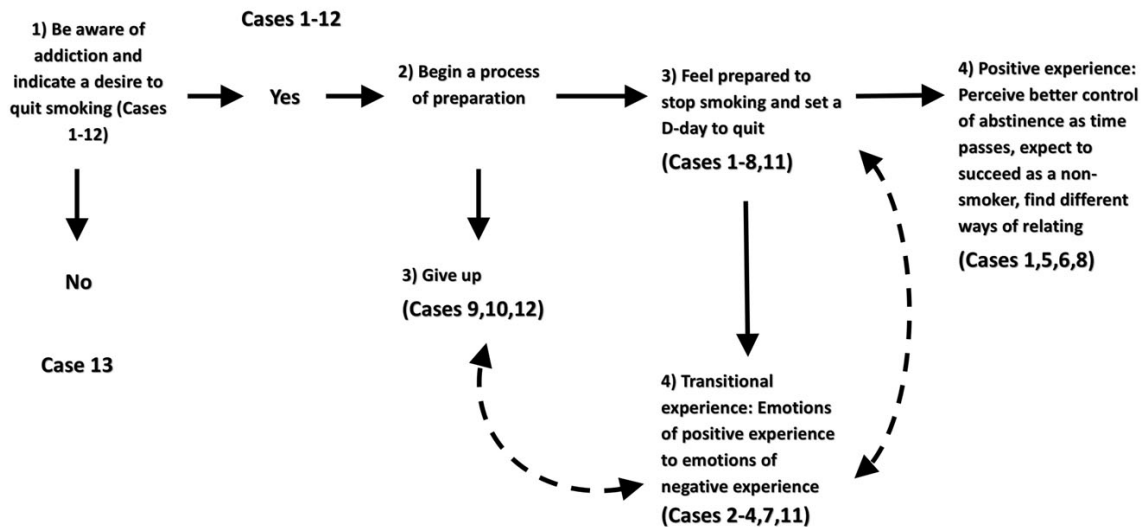 1) Be aware of
addiction and
indicate a desire to
quit smoking (Cases
1-12)
Cases 1-12
Yes
No
Case 13
2) Begin a process
of preparation
3) Give up
(Cases 9,10,12)
3) Feel prepared to
stop smoking and set a
D-day to quit
(Cases 1-8,11)
4) Transitional
experience: Emotions
of positive experience
to emotions of
negative experience
(Cases 2-4,7,11)
4) Positive experience:
Perceive better control
of abstinence as time
passes, expect to
succeed as a non-
smoker, find different
ways of relating
(Cases 1,5,6,8)